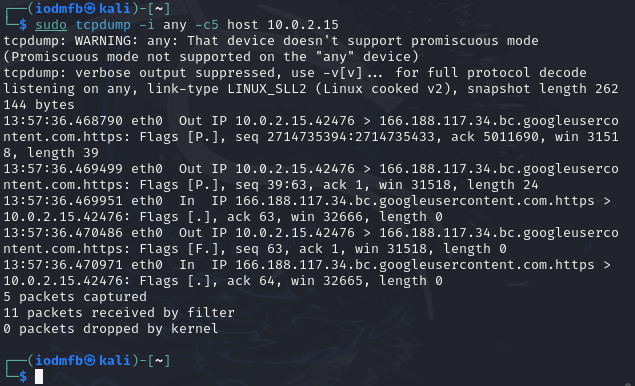 ┌──(iodmfb㉿kali)-[~]
└─$ sudo tcpdump -i any -c5 host 10.0.2.15
tcpdump: WARNING: any: That device doesn't support promiscuous mode
(Promiscuous mode not supported on the "any" device)
tcpdump: verbose output suppressed, use -v[v]... for full protocol decode
listening on any, link-type LINUX_SLL2 (Linux cooked v2), snapshot length 262
144 bytes
13:57:36.468790 eth0  Out IP 10.0.2.15.42476 > 166.188.117.34.bc.googleuserco
ntent.com.https: Flags [P.], seq 2714735394:2714735433, ack 5011690, win 3151
8, length 39
13:57:36.469499 eth0  Out IP 10.0.2.15.42476 > 166.188.117.34.bc.googleuserco
ntent.com.https: Flags [P.], seq 39:63, ack 1, win 31518, length 24
13:57:36.469951 eth0  In  IP 166.188.117.34.bc.googleusercontent.com.https >
10.0.2.15.42476: Flags [.], ack 63, win 32666, length 0
13:57:36.470486 eth0  Out IP 10.0.2.15.42476 > 166.188.117.34.bc.googleuserco
ntent.com.https: Flags [F.], seq 63, ack 1, win 31518, length 0
13:57:36.470971 eth0  In  IP 166.188.117.34.bc.googleusercontent.com.https >
10.0.2.15.42476: Flags [.], ack 64, win 32665, length 0
5 packets captured
11 packets received by filter
0 packets dropped by kernel
┌──(iodmfb㉿kali)-[~]
└─$